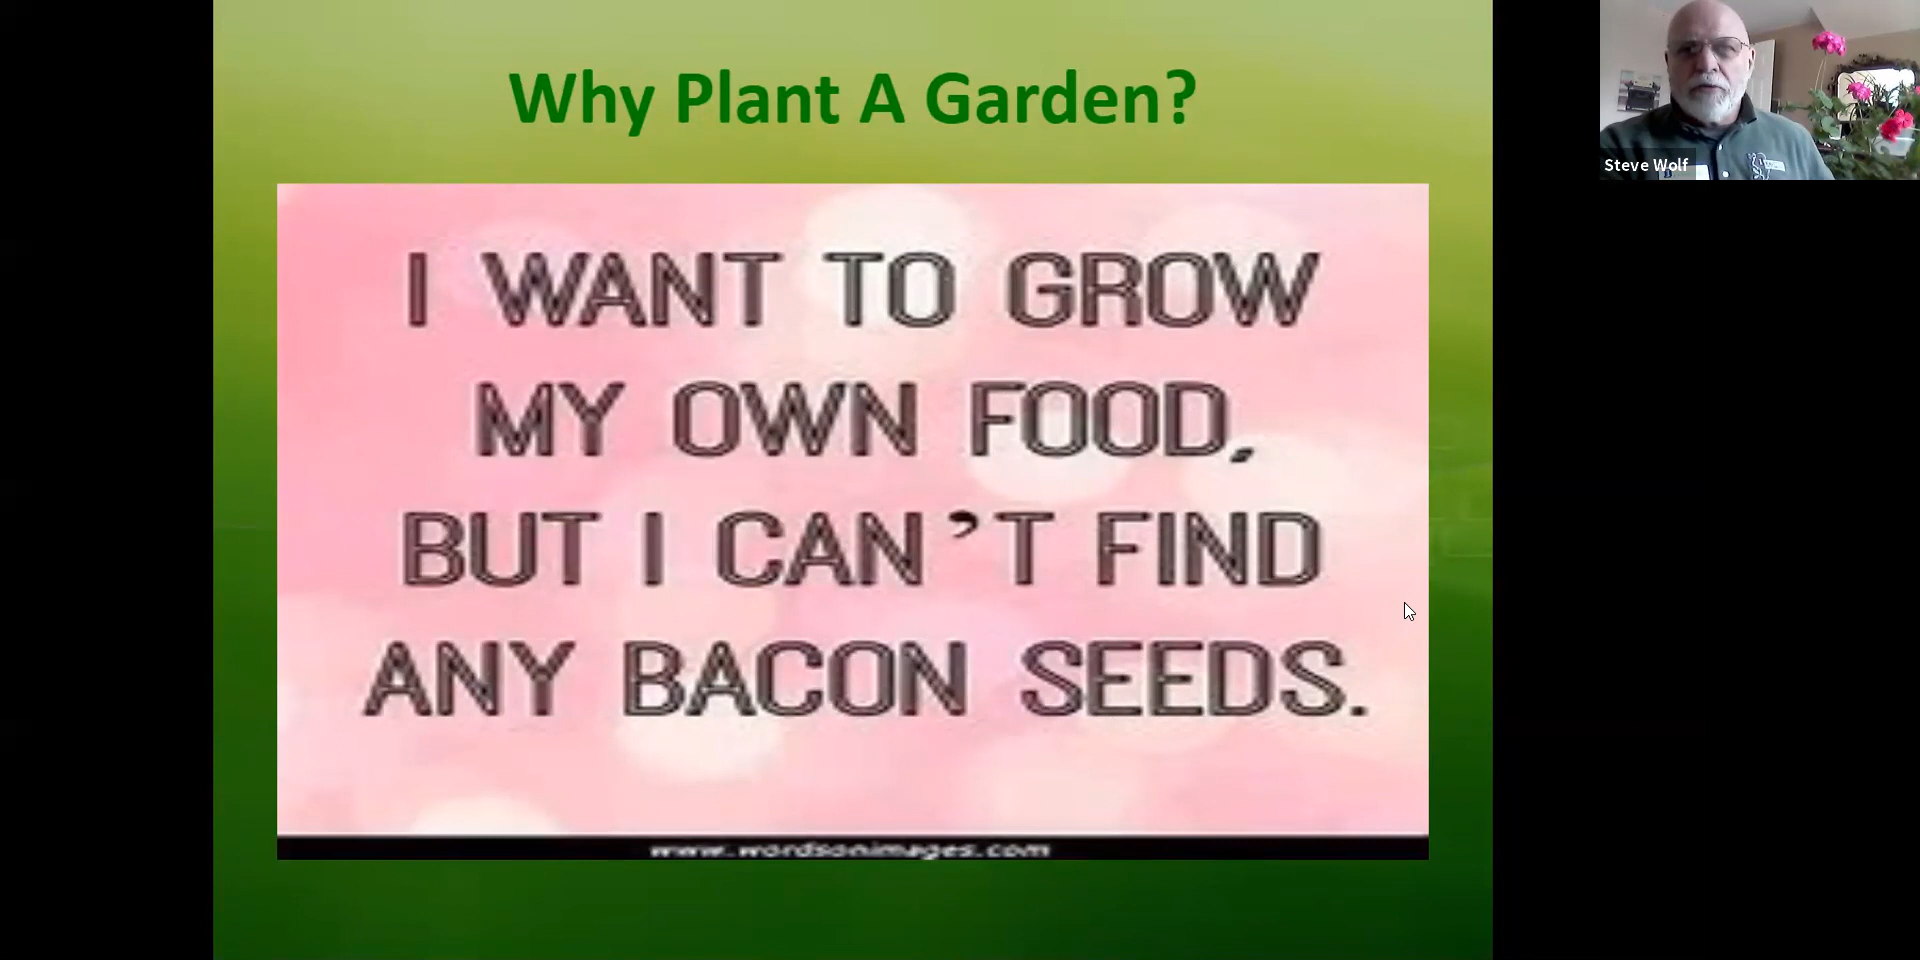 Why Plant A Garden?
I WANT TO GROW
MY OWN FOOD,
BUT I CAN’T FIND
ANY BACON SEEDS.
www.wordsonimages.com
Steve Wolf